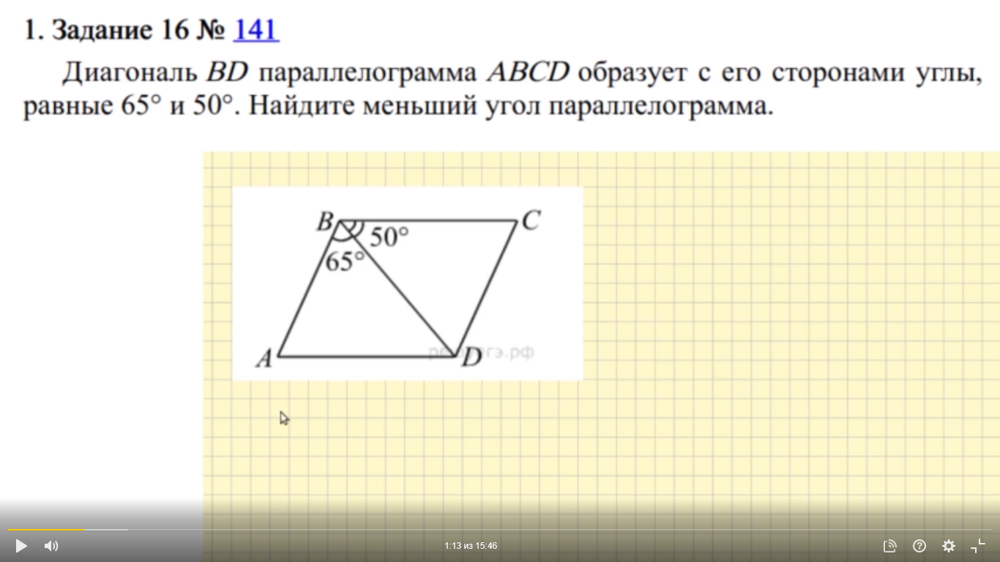 1. Задание 16 № 141
Диагональ BD параллелограмма ABCD образует с его сторонами углы,
равные 65° и 50°. Найдите меньший угол параллелограмма.
B
C
50°
65°
A
D
1:13 из 15:46